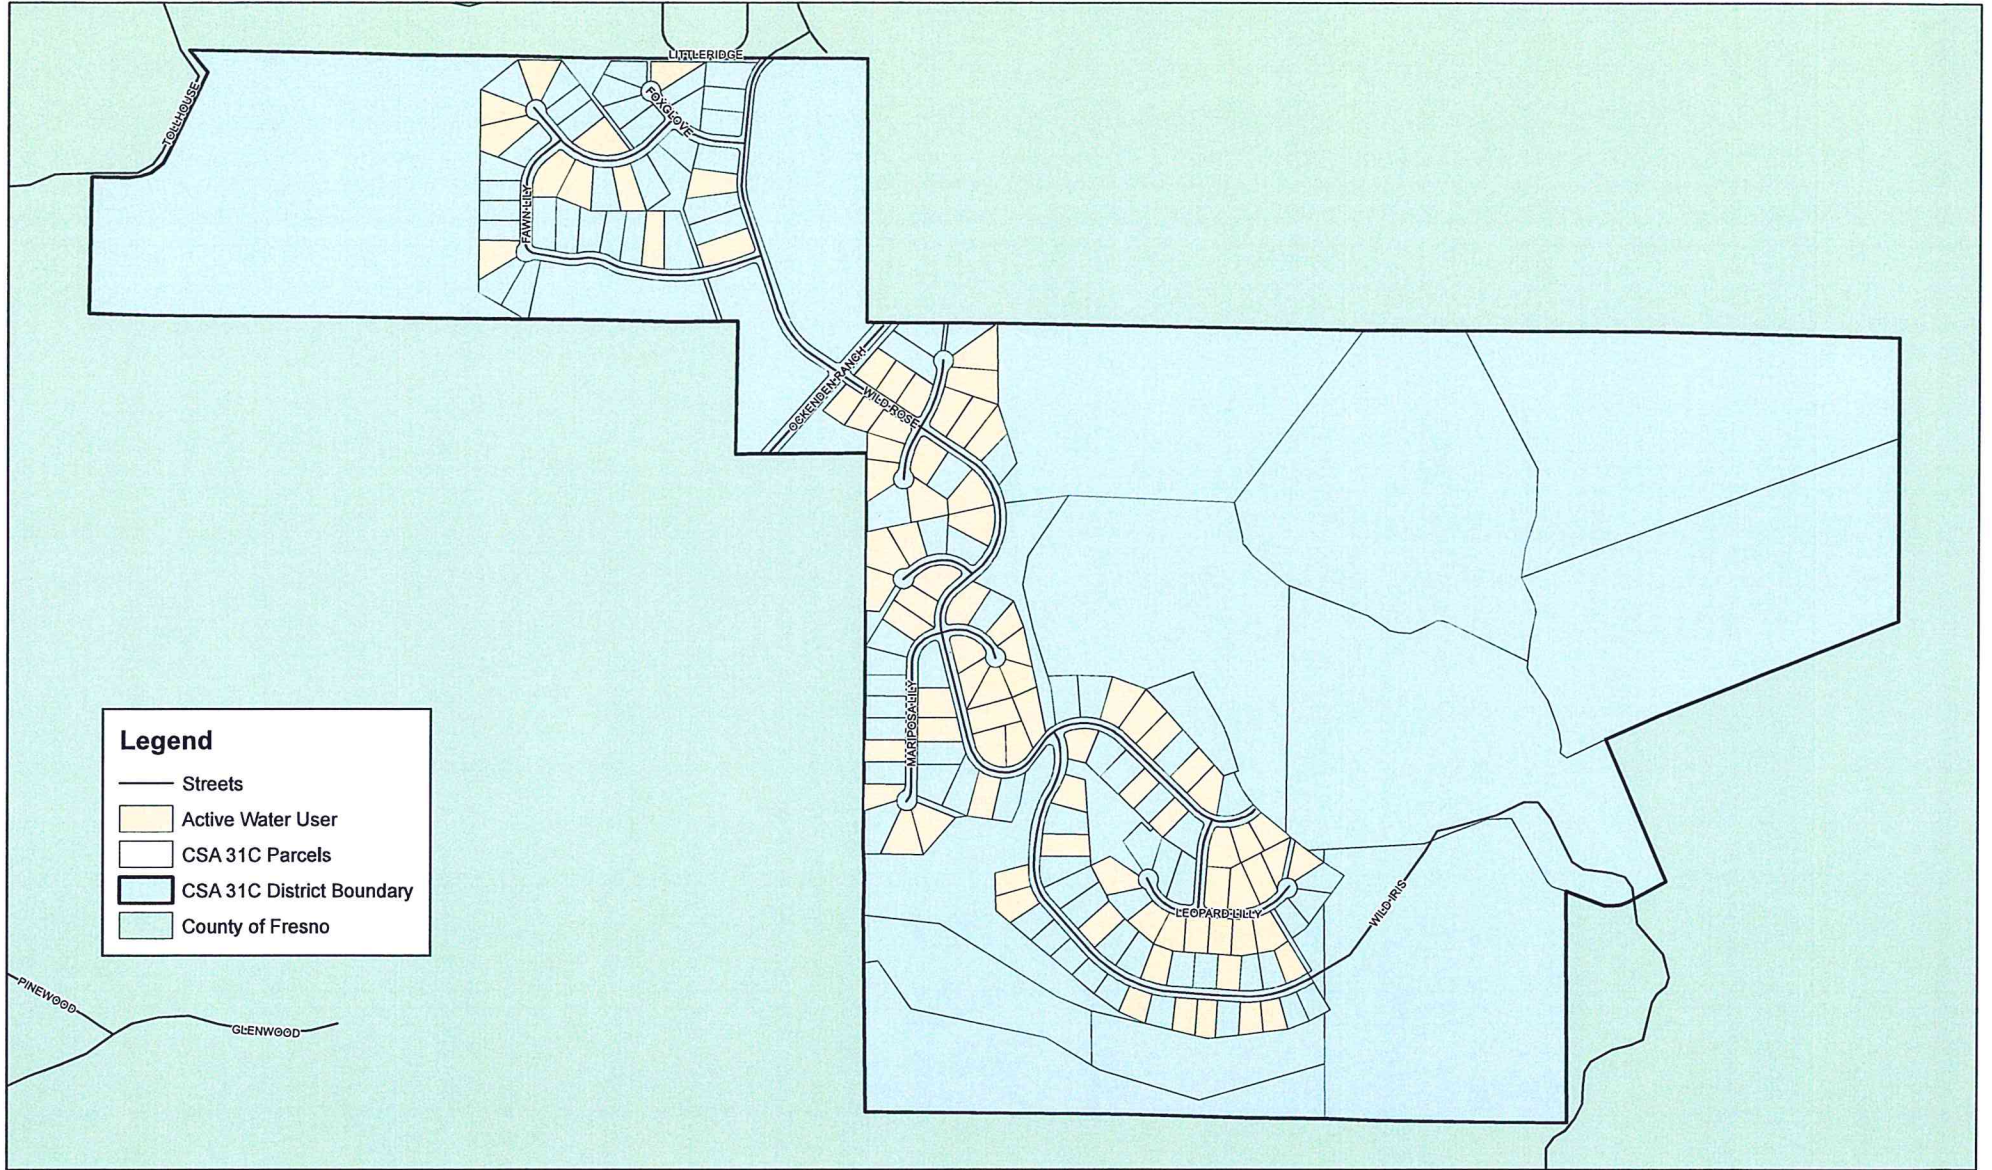 LITTLERIDGE
TOLLHOUSE
FOXGLOVE
FAWN LILY
OCKENDEN RANCH
WILD ROSE
MARIPOSA LILY
LEOPARD LILLY
WILD IRIS
Legend
Streets
Active Water User
CSA 31C Parcels
CSA 31C District Boundary
County of Fresno
PINEWOOD
GLENWOOD